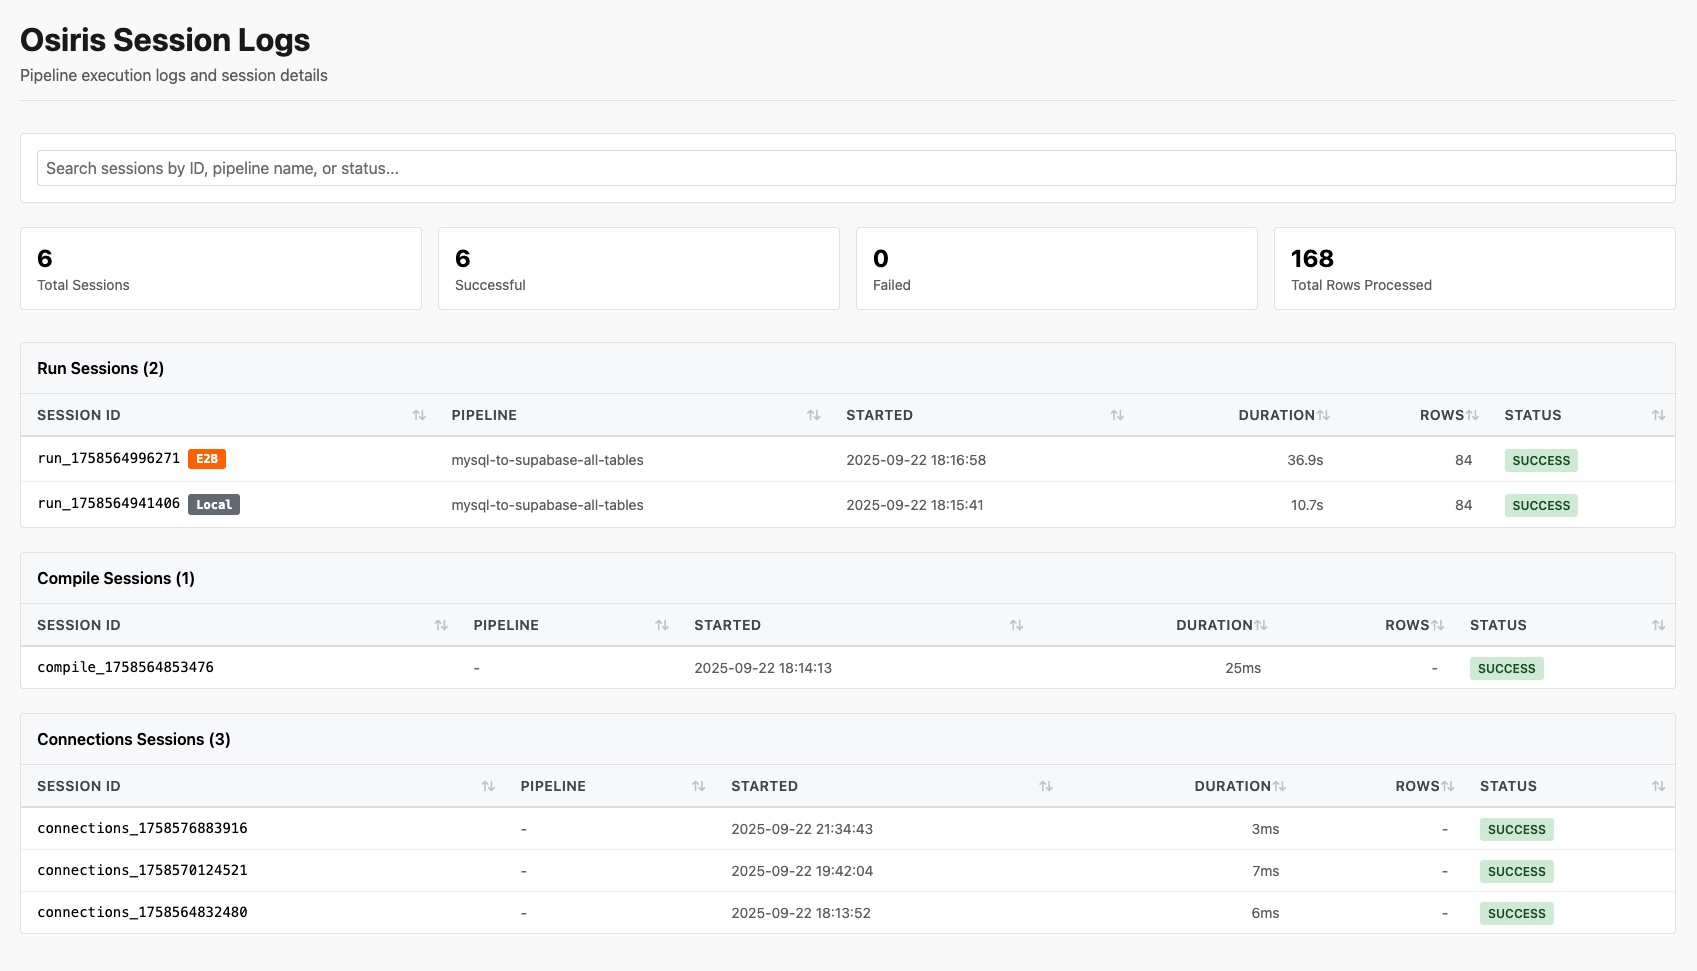 Osiris Session Logs
Pipeline execution logs and session details
Search sessions by ID, pipeline name, or status...
6
Total Sessions
6
Successful
0
Failed
168
Total Rows Processed
Run Sessions (2)
SESSION ID PIPELINE STARTED DURATION ROWS STATUS
run_1758564996271 E2B mysql-to-supabase-all-tables 2025-09-22 18:16:58 36.9s 84 SUCCESS
run_1758564941406 Local mysql-to-supabase-all-tables 2025-09-22 18:15:41 10.7s 84 SUCCESS
Compile Sessions (1)
SESSION ID PIPELINE STARTED DURATION ROWS STATUS
compile_1758564853476 - 2025-09-22 18:14:13 25ms - SUCCESS
Connections Sessions (3)
SESSION ID PIPELINE STARTED DURATION ROWS STATUS
connections_1758576883916 - 2025-09-22 21:34:43 3ms - SUCCESS
connections_1758570124521 - 2025-09-22 19:42:04 7ms - SUCCESS
connections_1758564832480 - 2025-09-22 18:13:52 6ms - SUCCESS